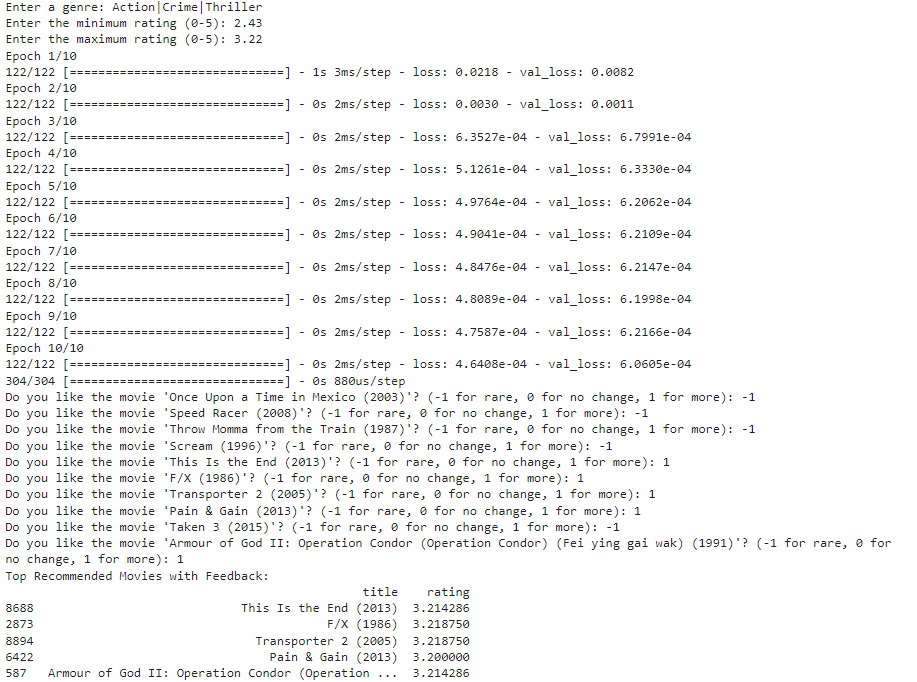 Enter a genre: Action|Crime|Thriller
Enter the minimum rating (0-5): 2.43
Enter the maximum rating (0-5): 3.22
Epoch 1/10
122/122 [==============================] - 1s 3ms/step - loss: 0.0218 - val_loss: 0.0082
Epoch 2/10
122/122 [==============================] - 0s 2ms/step - loss: 0.0030 - val_loss: 0.0011
Epoch 3/10
122/122 [==============================] - 0s 2ms/step - loss: 6.3527e-04 - val_loss: 6.7991e-04
Epoch 4/10
122/122 [==============================] - 0s 2ms/step - loss: 5.1261e-04 - val_loss: 6.3330e-04
Epoch 5/10
122/122 [==============================] - 0s 2ms/step - loss: 4.9764e-04 - val_loss: 6.2062e-04
Epoch 6/10
122/122 [==============================] - 0s 2ms/step - loss: 4.9041e-04 - val_loss: 6.2109e-04
Epoch 7/10
122/122 [==============================] - 0s 2ms/step - loss: 4.8476e-04 - val_loss: 6.2147e-04
Epoch 8/10
122/122 [==============================] - 0s 2ms/step - loss: 4.8089e-04 - val_loss: 6.1998e-04
Epoch 9/10
122/122 [==============================] - 0s 2ms/step - loss: 4.7587e-04 - val_loss: 6.2166e-04
Epoch 10/10
122/122 [==============================] - 0s 2ms/step - loss: 4.6408e-04 - val_loss: 6.0605e-04
304/304 [==============================] - 0s 880us/step
Do you like the movie 'Once Upon a Time in Mexico (2003)'? (-1 for rare, 0 for no change, 1 for more): -1
Do you like the movie 'Speed Racer (2008)'? (-1 for rare, 0 for no change, 1 for more): -1
Do you like the movie 'Throw Momma from the Train (1987)'? (-1 for rare, 0 for no change, 1 for more): -1
Do you like the movie 'Scream (1996)'? (-1 for rare, 0 for no change, 1 for more): -1
Do you like the movie 'This Is the End (2013)'? (-1 for rare, 0 for no change, 1 for more): 1
Do you like the movie 'F/X (1986)'? (-1 for rare, 0 for no change, 1 for more): 1
Do you like the movie 'Transporter 2 (2005)'? (-1 for rare, 0 for no change, 1 for more): 1
Do you like the movie 'Pain & Gain (2013)'? (-1 for rare, 0 for no change, 1 for more): 1
Do you like the movie 'Taken 3 (2015)'? (-1 for rare, 0 for no change, 1 for more): -1
Do you like the movie 'Armour of God II: Operation Condor (Operation Condor) (Fei ying gai wak) (1991)'? (-1 for rare, 0 for
no change, 1 for more): 1
Top Recommended Movies with Feedback:
title rating
8688 This Is the End (2013) 3.214286
2873 F/X (1986) 3.218750
8894 Transporter 2 (2005) 3.218750
6422 Pain & Gain (2013) 3.200000
587 Armour of God II: Operation Condor (Operation ... 3.214286